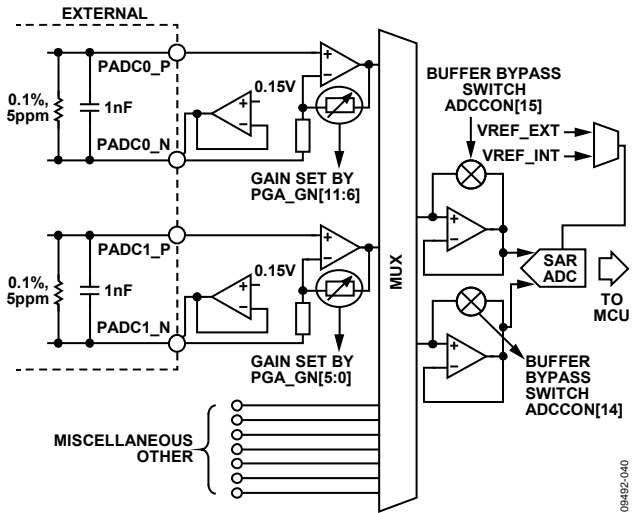 EXTERNAL
PADC0_P
0.1%,
5ppm
1nF
PADC0_N
0.15V
+
–
+
–
GAIN SET BY
PGA_GN[11:6]
PADC1_P
0.1%,
5ppm
1nF
PADC1_N
0.15V
+
–
+
–
GAIN SET BY
PGA_GN[5:0]
MISCELLANEOUS
OTHER
MUX
BUFFER BYPASS
SWITCH
ADCCON[15]
VREF_EXT
VREF_INT
+
–
SAR
ADC
TO
MCU
+
–
BUFFER
BYPASS
SWITCH
ADCCON[14]
09492-040